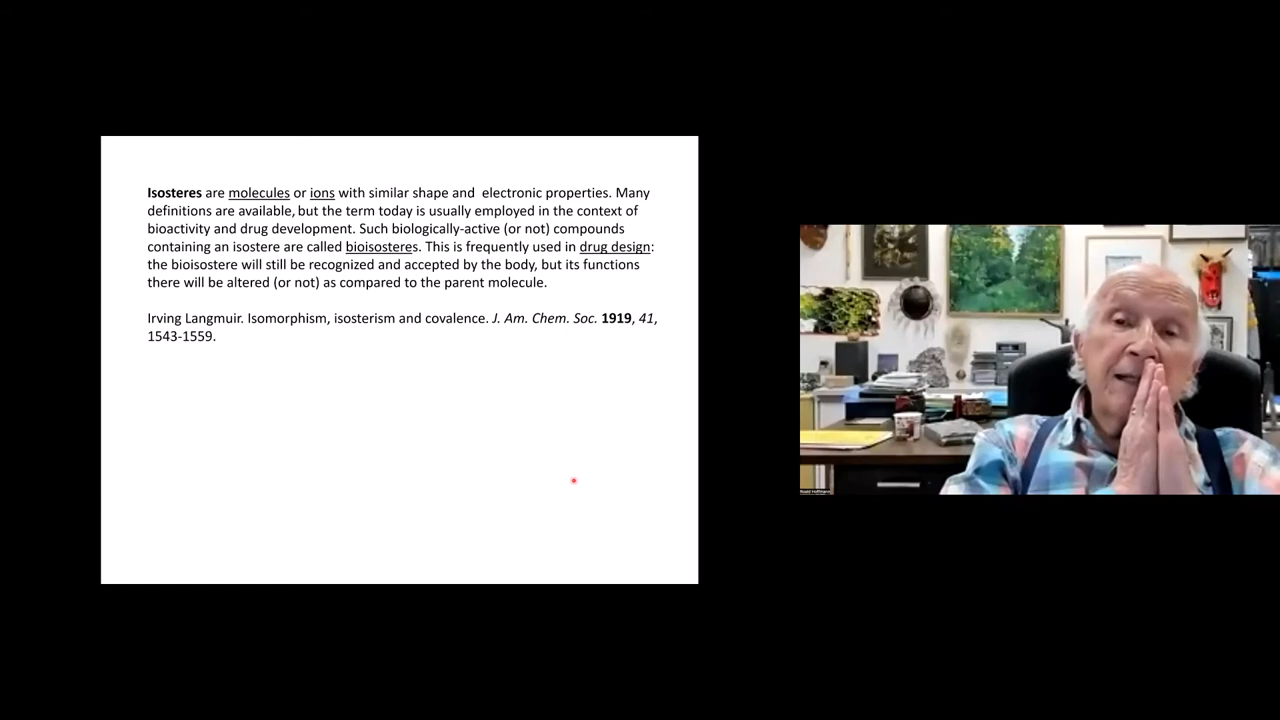 Isosteres are molecules or ions with similar shape and  electronic properties. Many
definitions are available, but the term today is usually employed in the context of
bioactivity and drug development. Such biologically-active (or not) compounds
containing an isostere are called bioisosteres. This is frequently used in drug design:
the bioisostere will still be recognized and accepted by the body, but its functions
there will be altered (or not) as compared to the parent molecule.
Irving Langmuir. Isomorphism, isosterism and covalence. J. Am. Chem. Soc. 1919, 41,
1543-1559.
Roald Hoffmann